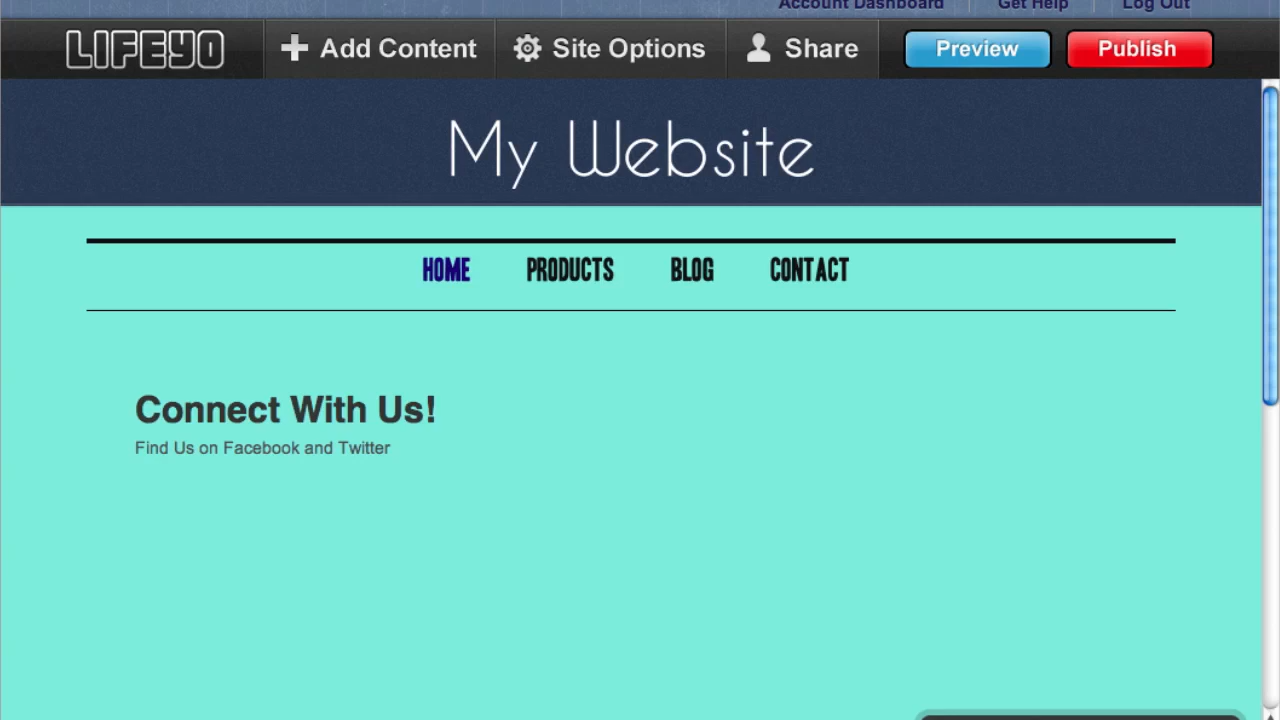 Account Dashboard Get Help Log Out
LIFEYO Add Content Site Options Share Preview Publish
My Website
HOME PRODUCTS BLOG CONTACT
Connect With Us!
Find Us on Facebook and Twitter